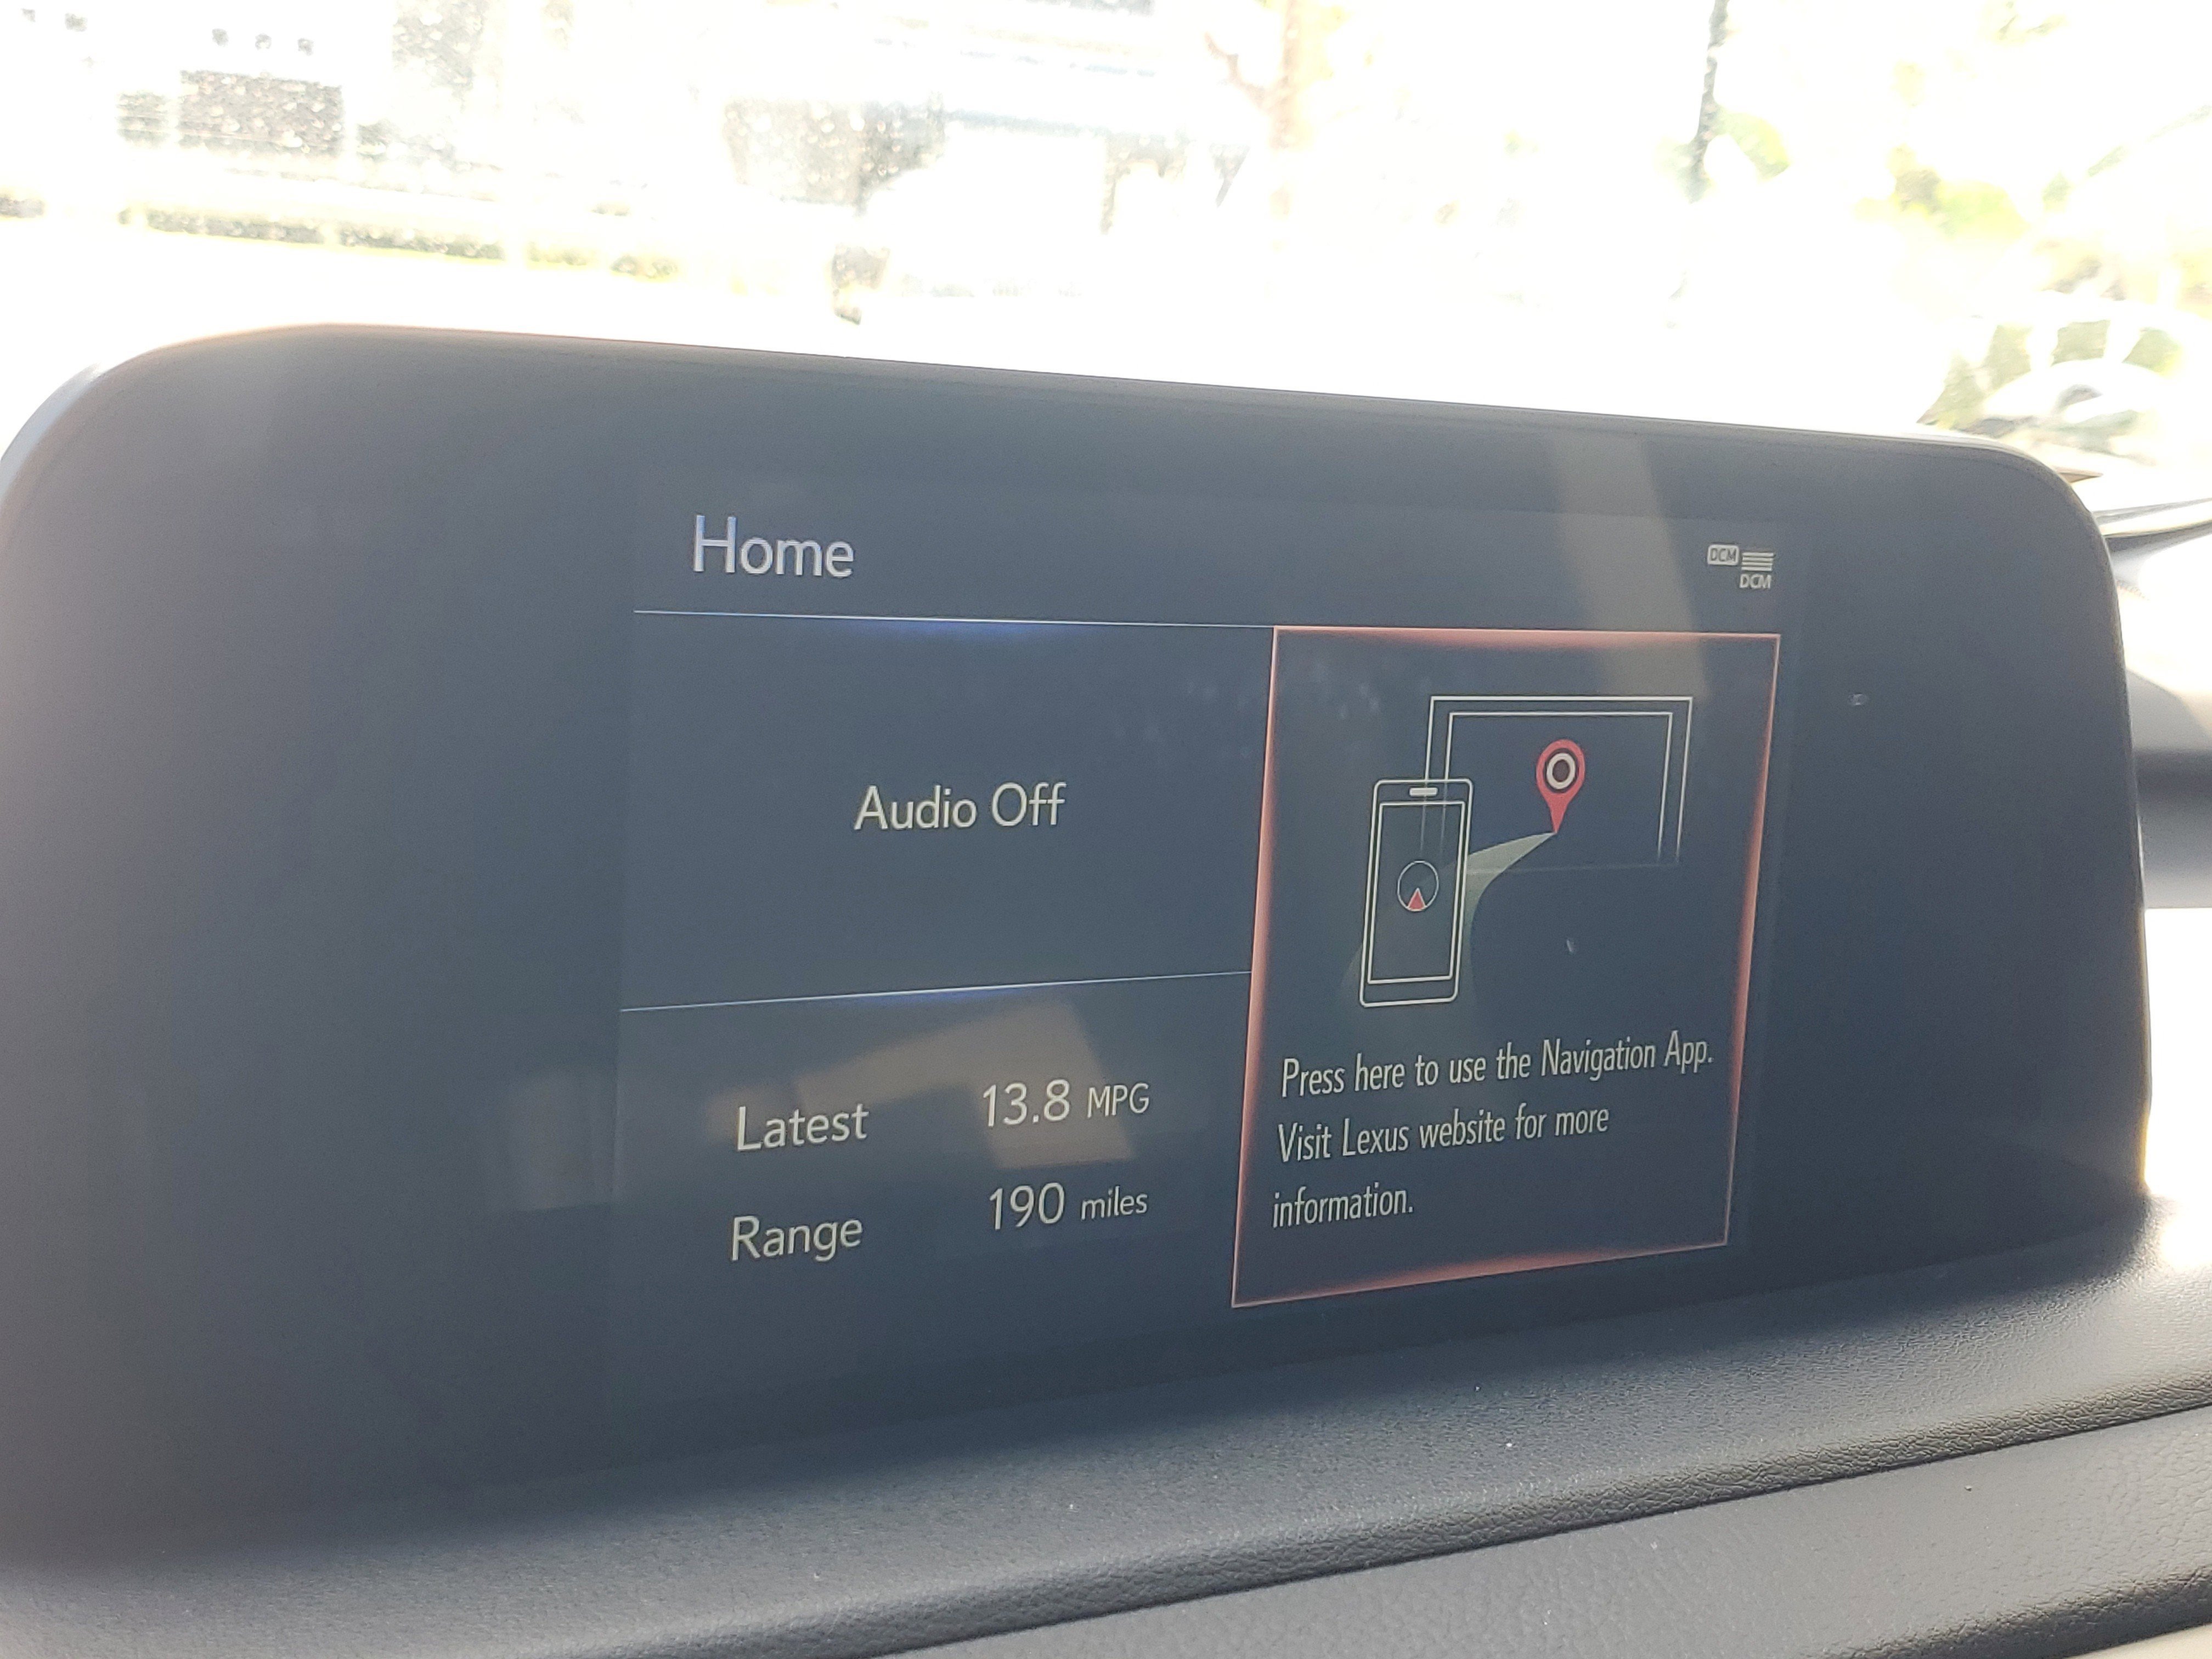 Home
DCM
DCM
Audio Off
Latest 13.8 MPG
Range 190 miles
Press here to use the Navigation App.
Visit Lexus website for more
information.